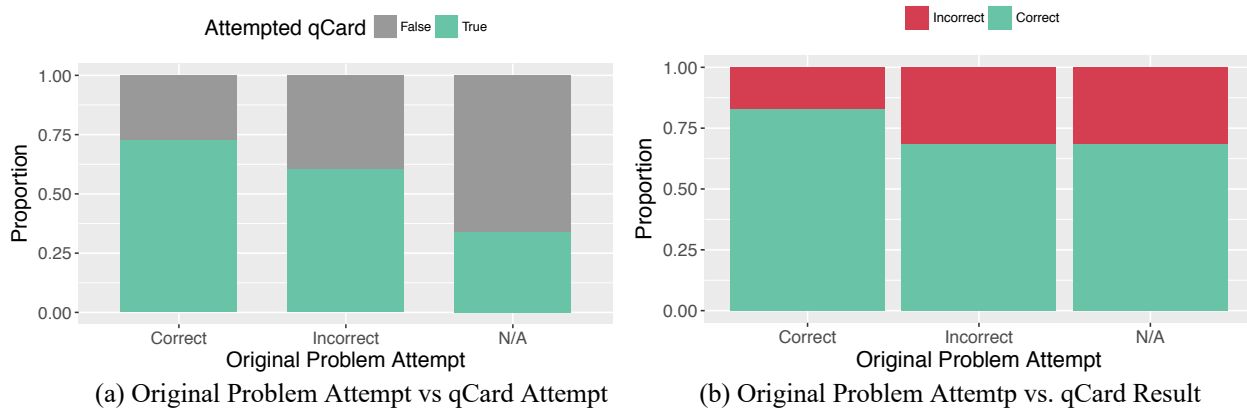 Attempted qCard False True
1.00
0.75
0.50
0.25
0.00
Proportion
Correct Incorrect N/A
Original Problem Attempt
(a) Original Problem Attempt vs qCard Attempt
Incorrect Correct
1.00
0.75
0.50
0.25
0.00
Proportion
Correct Incorrect N/A
Original Problem Attempt
(b) Original Problem Attemtp vs. qCard Result